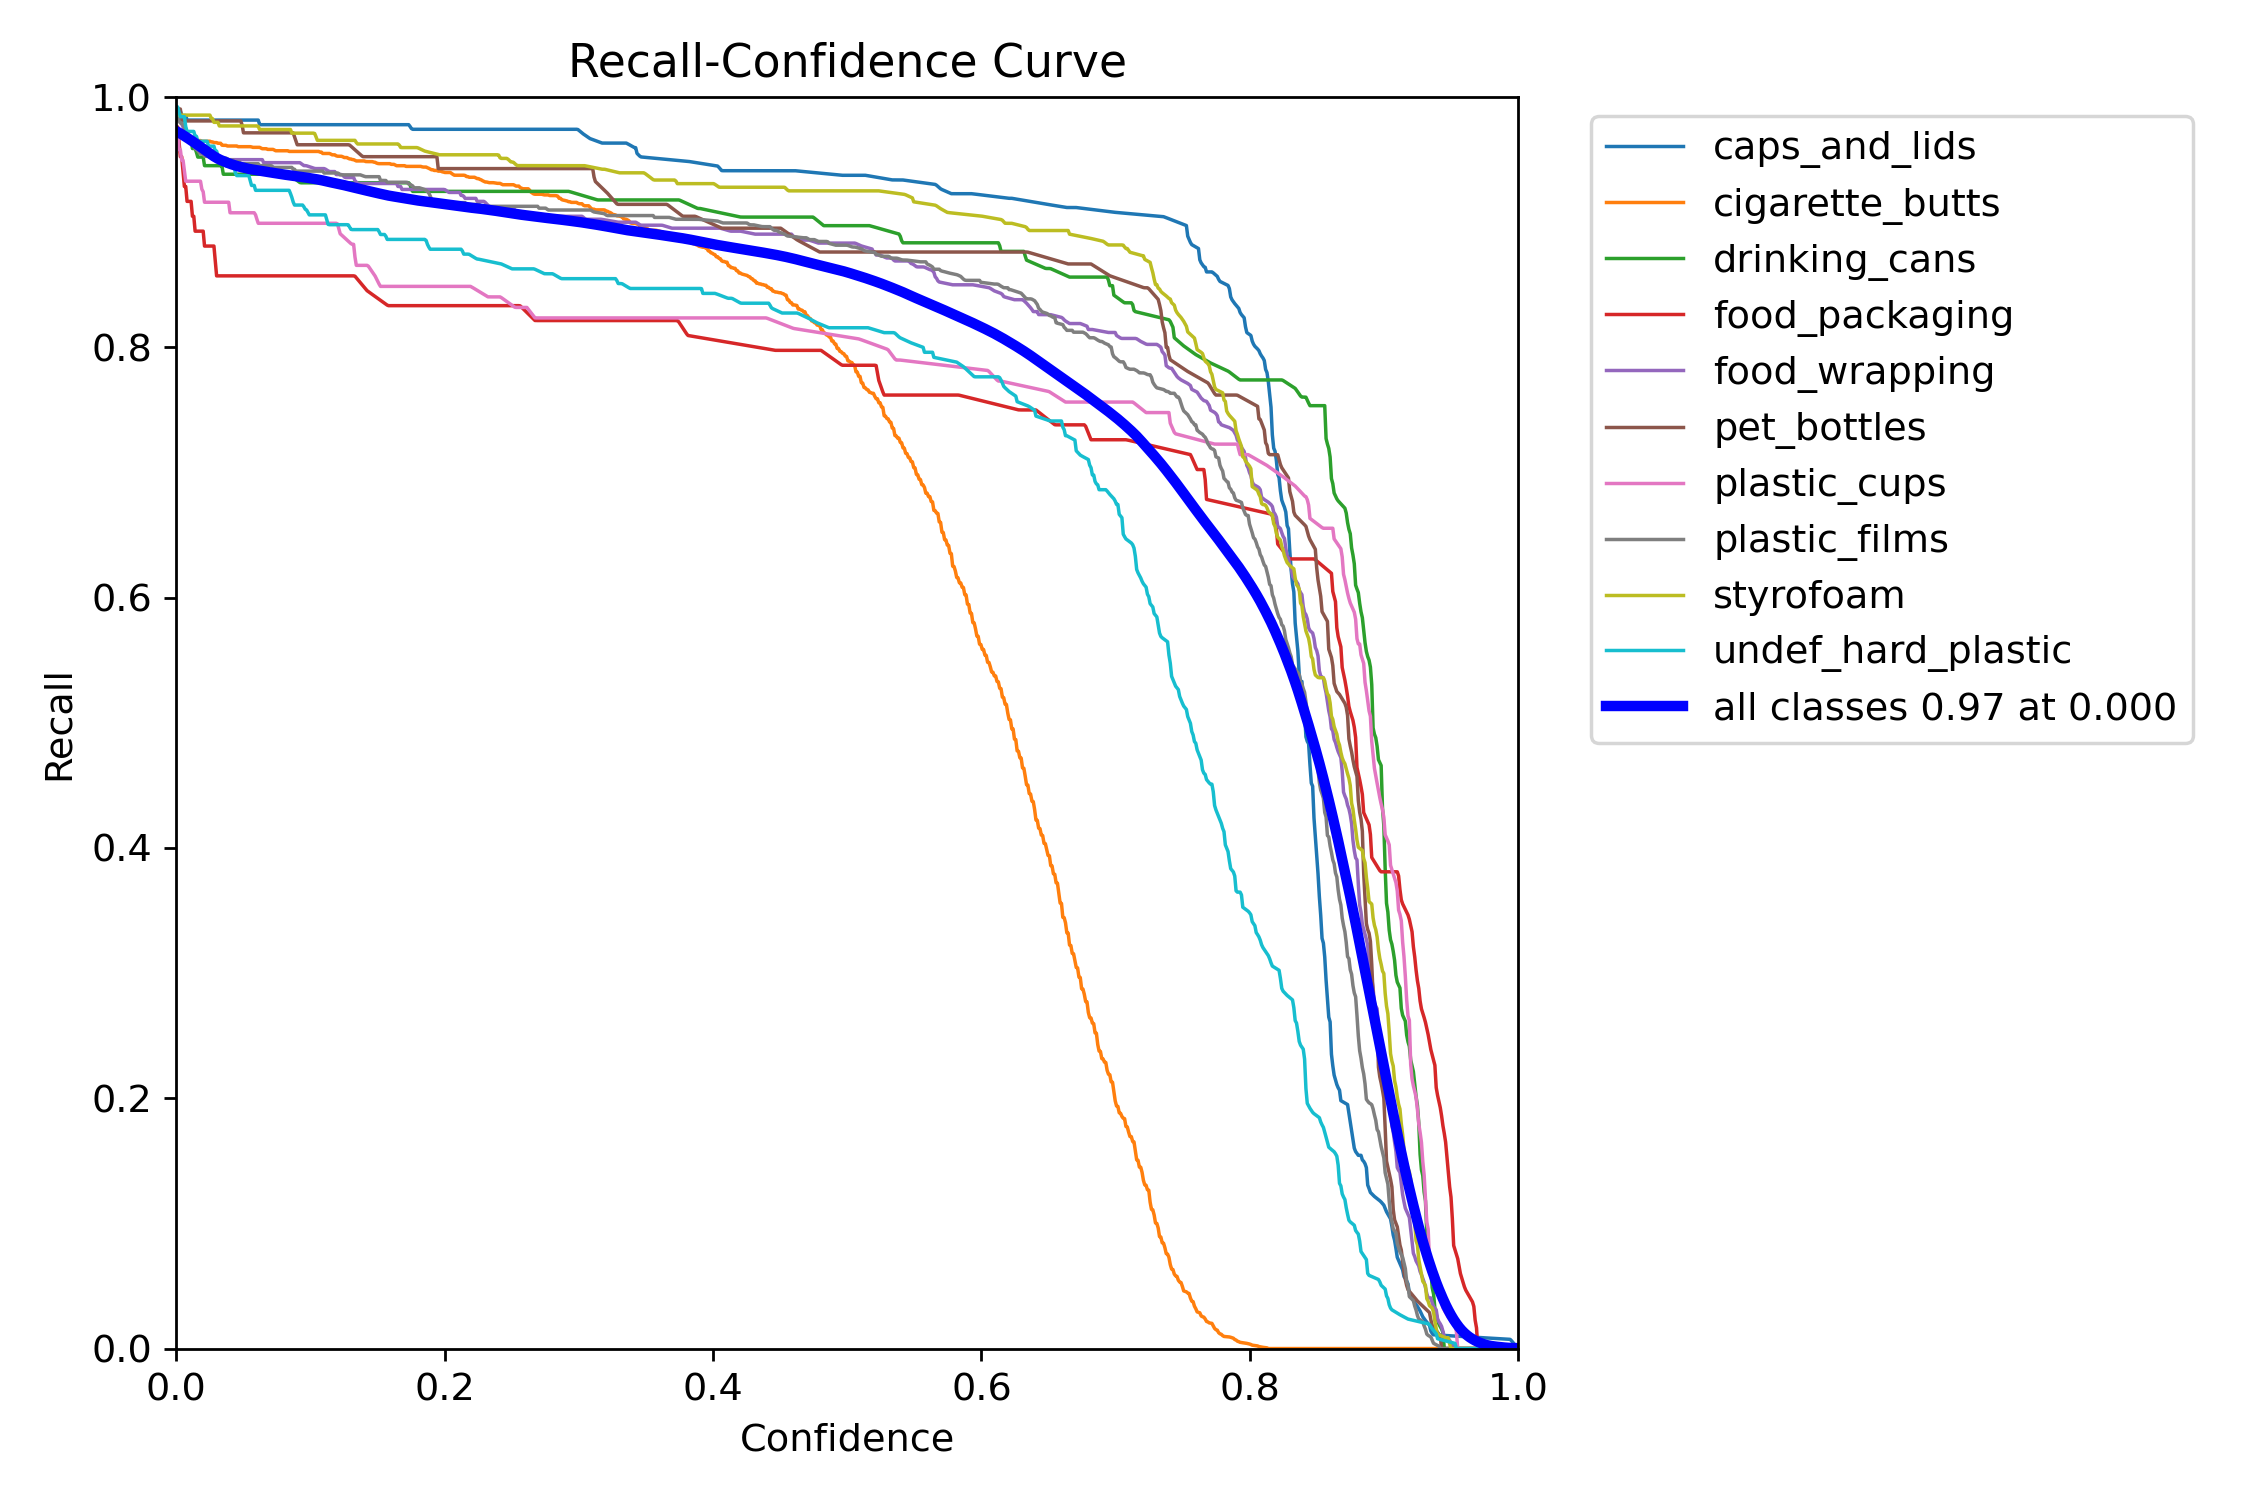 Recall-Confidence Curve
1.0
0.8
0.6
0.4
0.2
0.0
Recall
0.0 0.2 0.4 0.6 0.8 1.0
Confidence
caps_and_lids
cigarette_butts
drinking_cans
food_packaging
food_wrapping
pet_bottles
plastic_cups
plastic_films
styrofoam
undef_hard_plastic
all classes 0.97 at 0.000